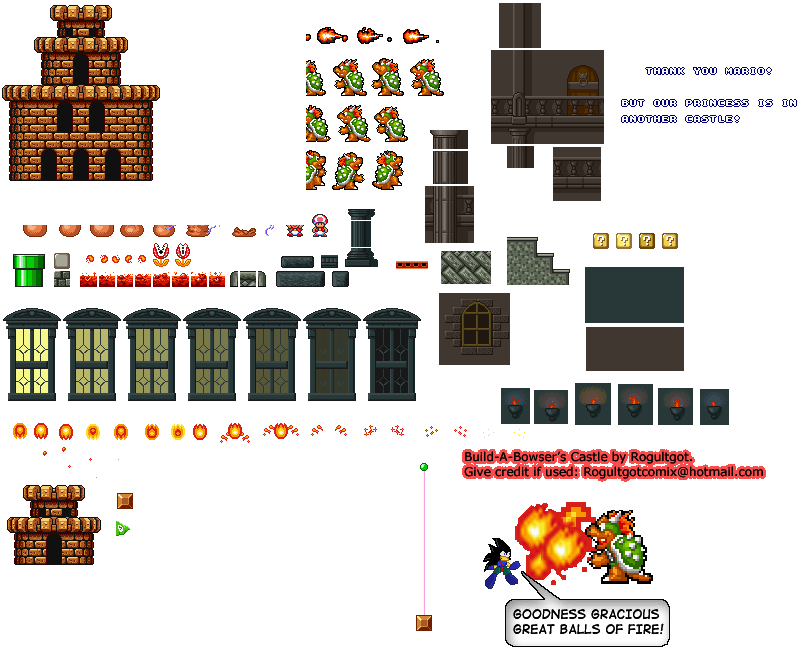 THANK YOU MARIO!
BUT OUR PRINCESS IS IN
ANOTHER CASTLE!
? ? ? ?
Build-A-Bowser's Castle by Rogultgot.
Give credit if used: Rogultgotcomix@hotmail.com
GOODNESS GRACIOUS
GREAT BALLS OF FIRE!